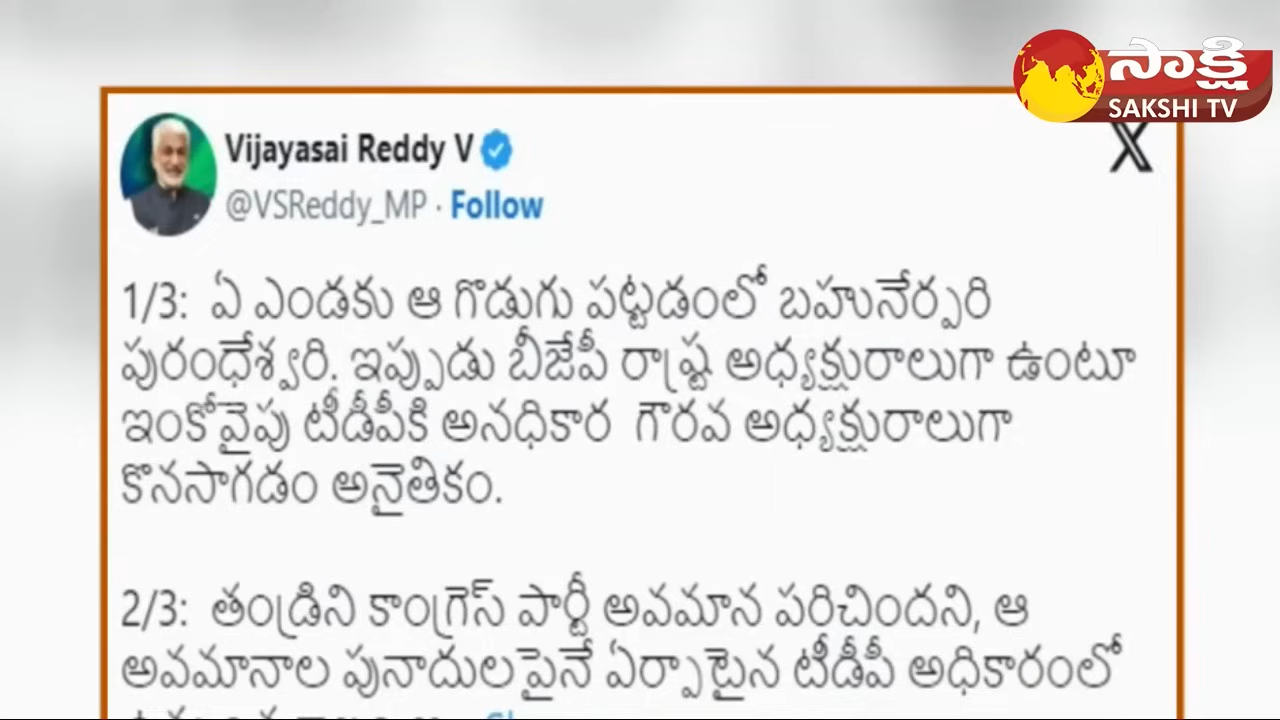 సాక్షి
SAKSHI TV
Vijayasai Reddy V
X
@VSReddy_MP · Follow
1/3: ఏ ఎండకు ఆ గొడుగు పట్టడంలో బహునేర్పరి
పురంధేశ్వరి. ఇప్పుడు బీజేపీ రాష్ట్ర అధ్యక్షురాలుగా ఉంటూ
ఇంకోవైపు టీడీపీకి అనధికార గౌరవ అధ్యక్షురాలుగా
కొనసాగడం అనైతికం.
2/3: తండ్రిని కాంగ్రెస్ పార్టీ అవమాన పరిచిందని, ఆ
అవమానాల పునాదులపైనే ఏర్పాటైన టీడీపీ అధికారంలో